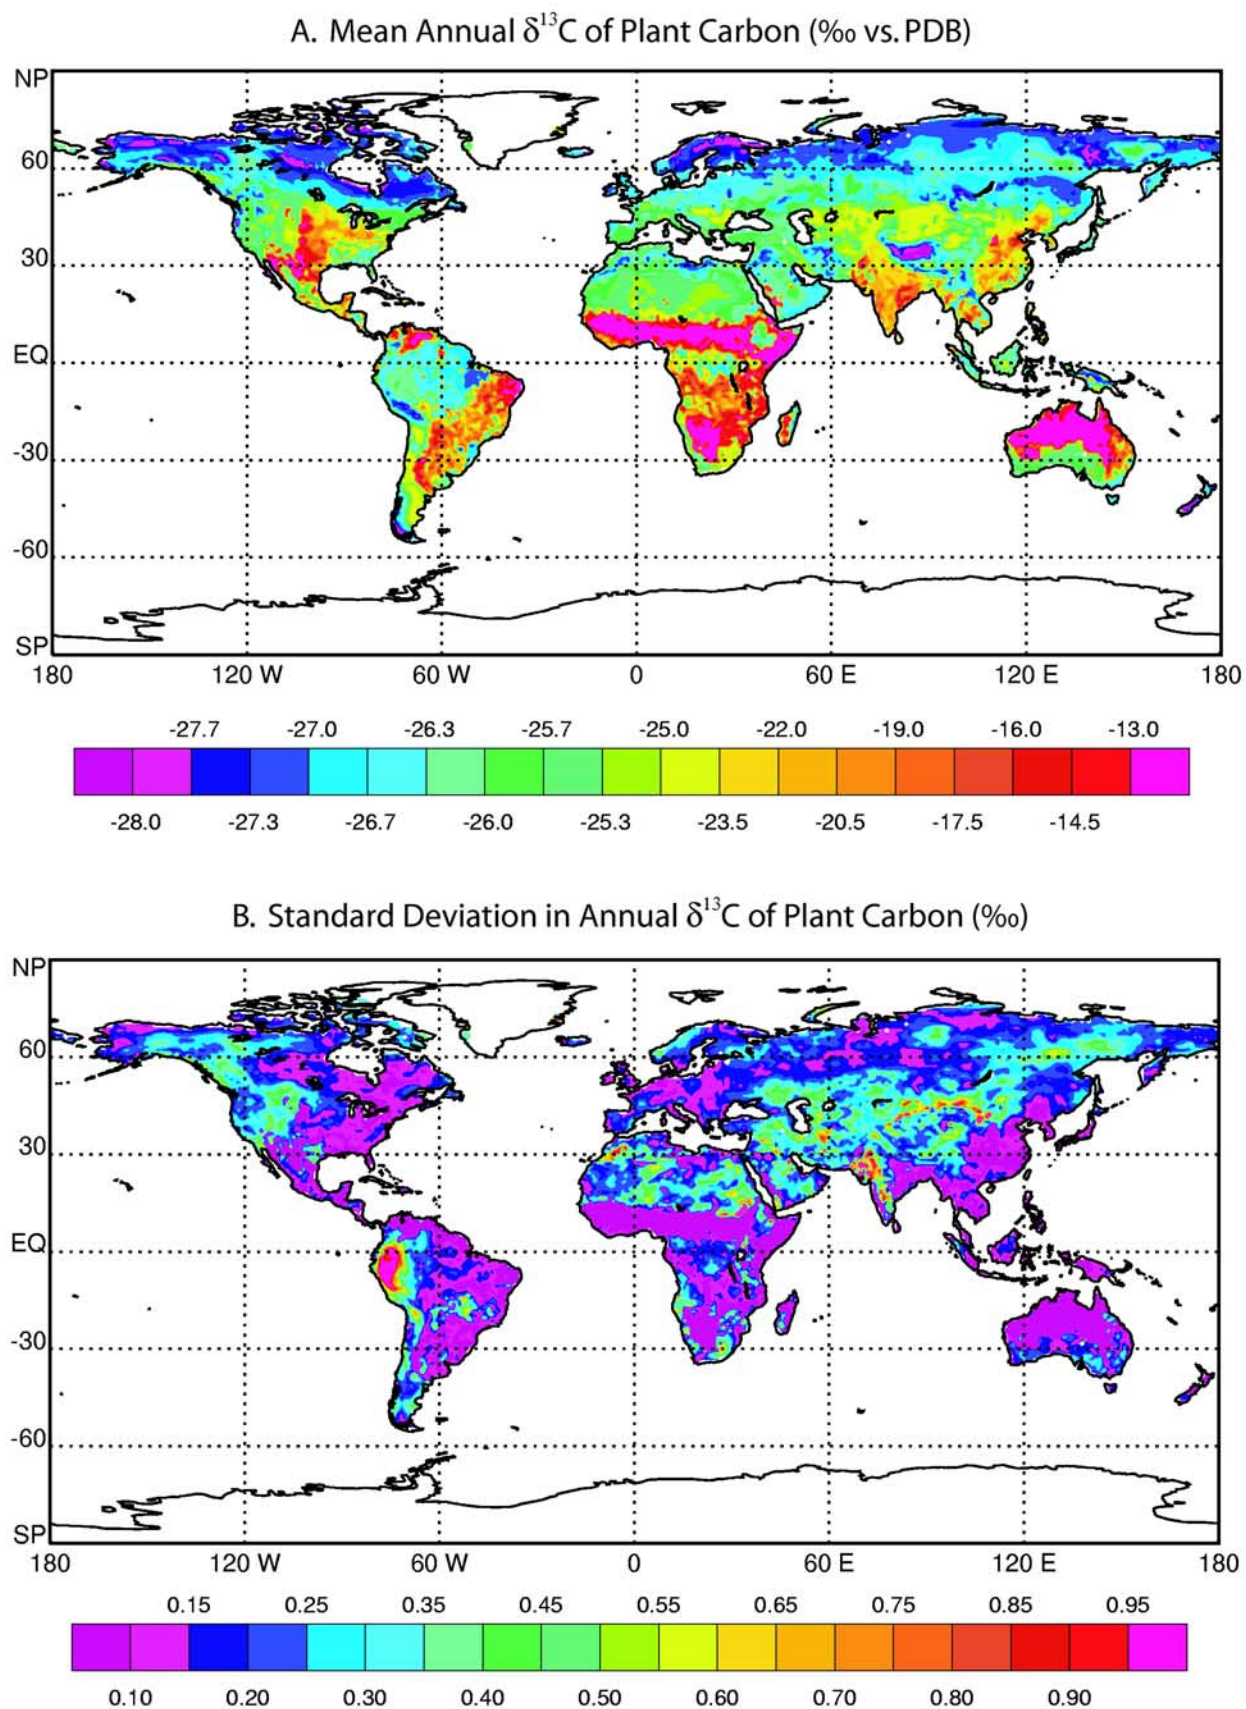 A. Mean Annual δ¹³C of Plant Carbon (‰ vs. PDB)
NP
60
30
EQ
-30
-60
SP
180 120 W 60 W 0 60 E 120 E 180
-27.7 -27.0 -26.3 -25.7 -25.0 -22.0 -19.0 -16.0 -13.0
-28.0 -27.3 -26.7 -26.0 -25.3 -23.5 -20.5 -17.5 -14.5
B. Standard Deviation in Annual δ¹³C of Plant Carbon (‰)
NP
60
30
EQ
-30
-60
SP
180 120 W 60 W 0 60 E 120 E 180
0.15 0.25 0.35 0.45 0.55 0.65 0.75 0.85 0.95
0.10 0.20 0.30 0.40 0.50 0.60 0.70 0.80 0.90